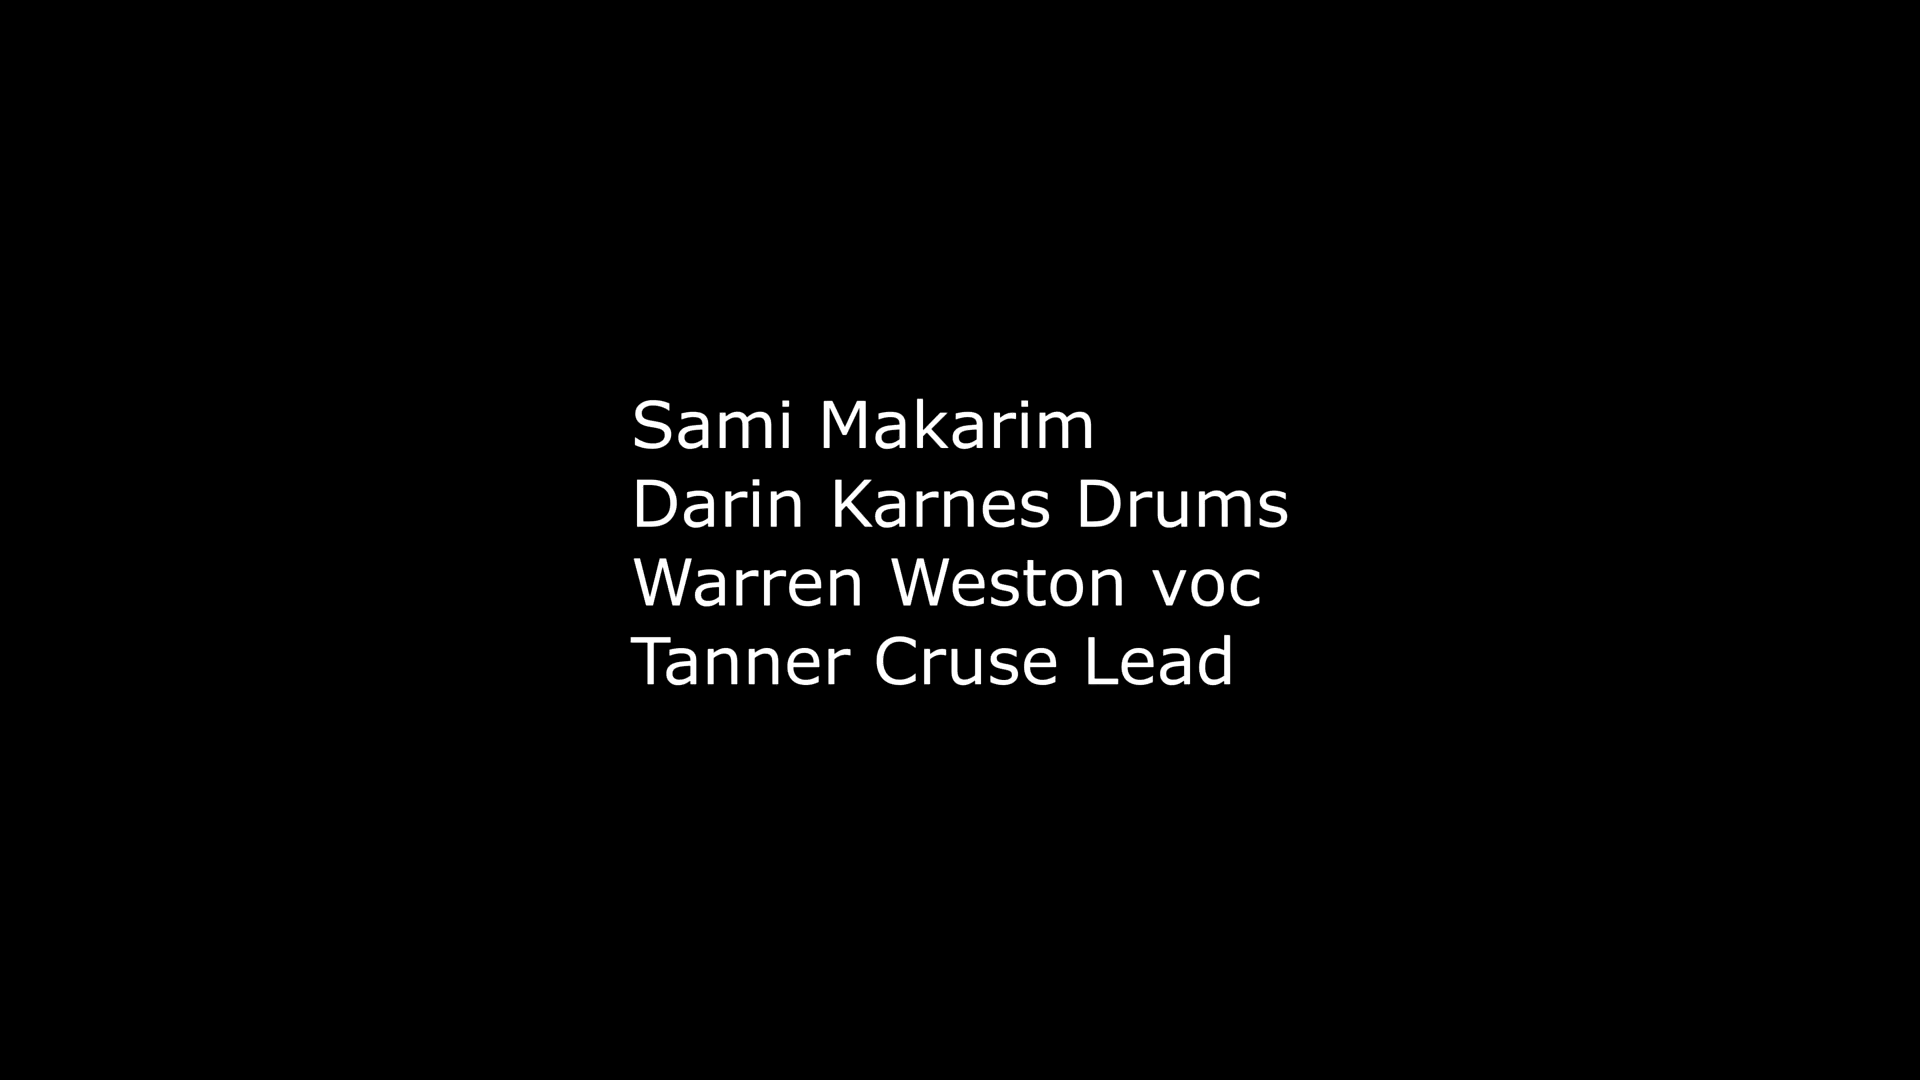 Sami Makarim
Darin Karnes Drums
Warren Weston voc
Tanner Cruse Lead